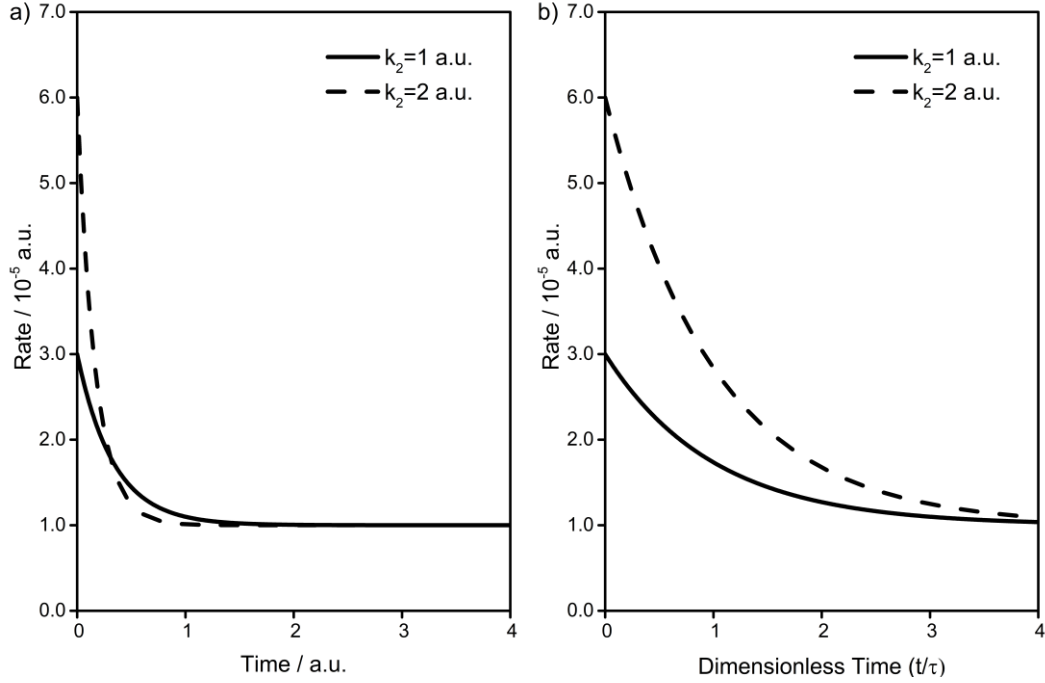 a)
7.0
6.0
5.0
4.0
3.0
2.0
1.0
0.0
Rate / 10⁻⁵ a.u.
k₂=1 a.u.
k₂=2 a.u.
0 1 2 3 4
Time / a.u.
b)
7.0
6.0
5.0
4.0
3.0
2.0
1.0
0.0
Rate / 10⁻⁵ a.u.
k₂=1 a.u.
k₂=2 a.u.
0 1 2 3 4
Dimensionless Time (t/τ)